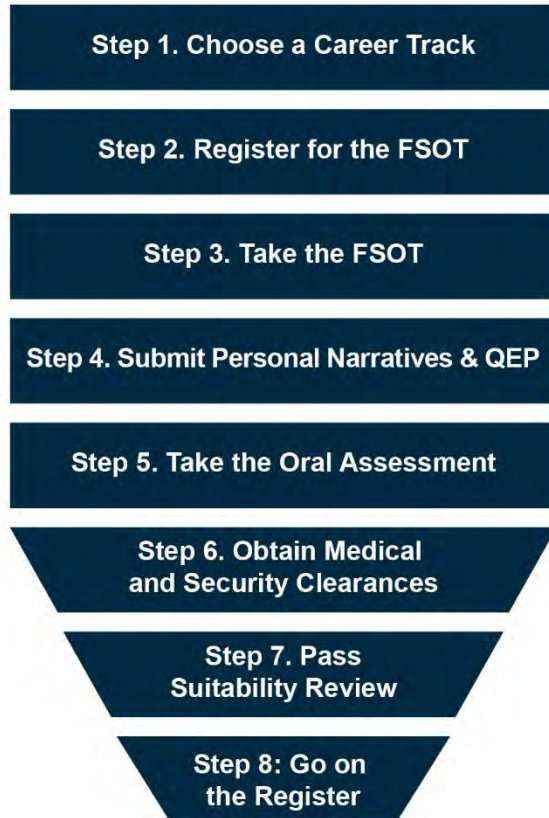 Step 1. Choose a Career Track
Step 2. Register for the FSOT
Step 3. Take the FSOT
Step 4. Submit Personal Narratives & QEP
Step 5. Take the Oral Assessment
Step 6. Obtain Medical
and Security Clearances
Step 7. Pass
Suitability Review
Step 8: Go on
the Register